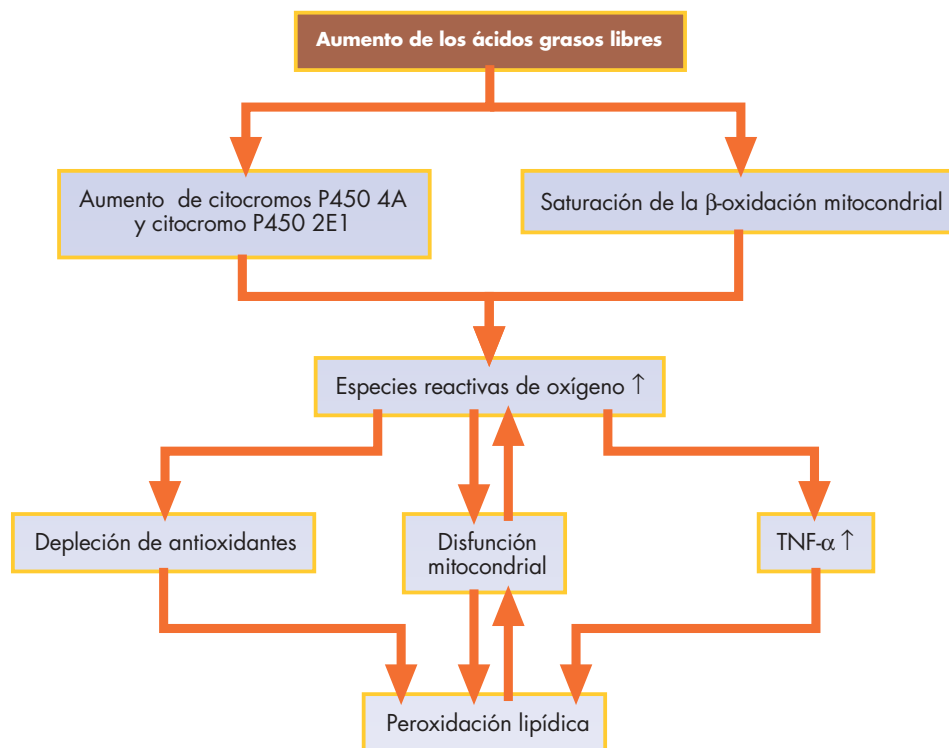 Aumento de los ácidos grasos libres
Aumento de citocromos P450 4A
y citocromo P450 2E1
Saturación de la β-oxidación mitocondrial
Especies reactivas de oxígeno ↑
Depleción de antioxidantes
Disfunción
mitocondrial
TNF-α ↑
Peroxidación lipídica